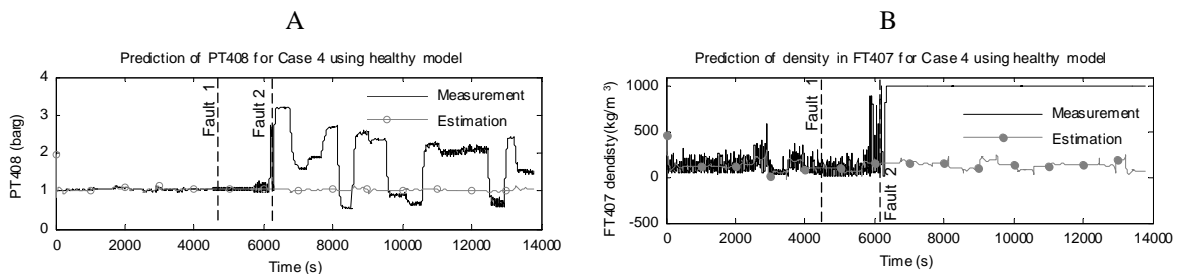 A
Prediction of PT408 for Case 4 using healthy model
4
3
2
1
0
PT408 (barg)
Fault 1
Fault 2
Measurement
Estimation
0 2000 4000 6000 8000 10000 12000 14000
Time (s)
B
Prediction of density in FT407 for Case 4 using healthy model
1000
500
0
-500
FT407 dendisty(kg/m³)
Fault 1
Fault 2
Measurement
Estimation
0 2000 4000 6000 8000 10000 12000 14000
Time (s)